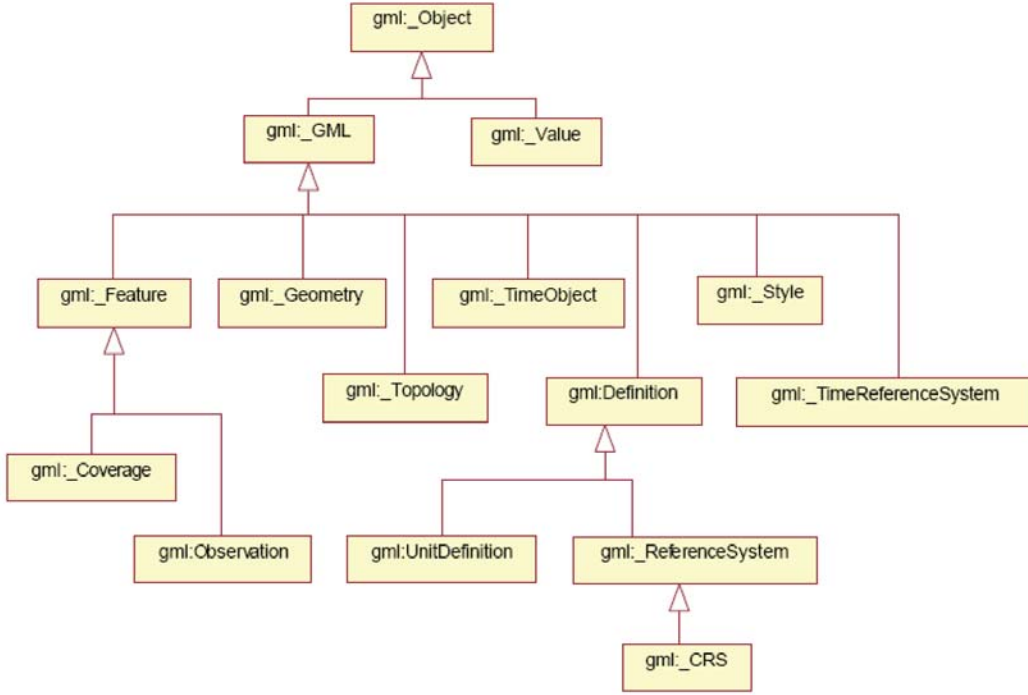 gml:_Object
gml:_GML
gml:_Value
gml:_Feature
gml:_Geometry
gml:_TimeObject
gml:_Style
gml:_Topology
gml:Definition
gml:_TimeReferenceSystem
gml:_Coverage
gml:Observation
gml:UnitDefinition
gml:_ReferenceSystem
gml:_CRS